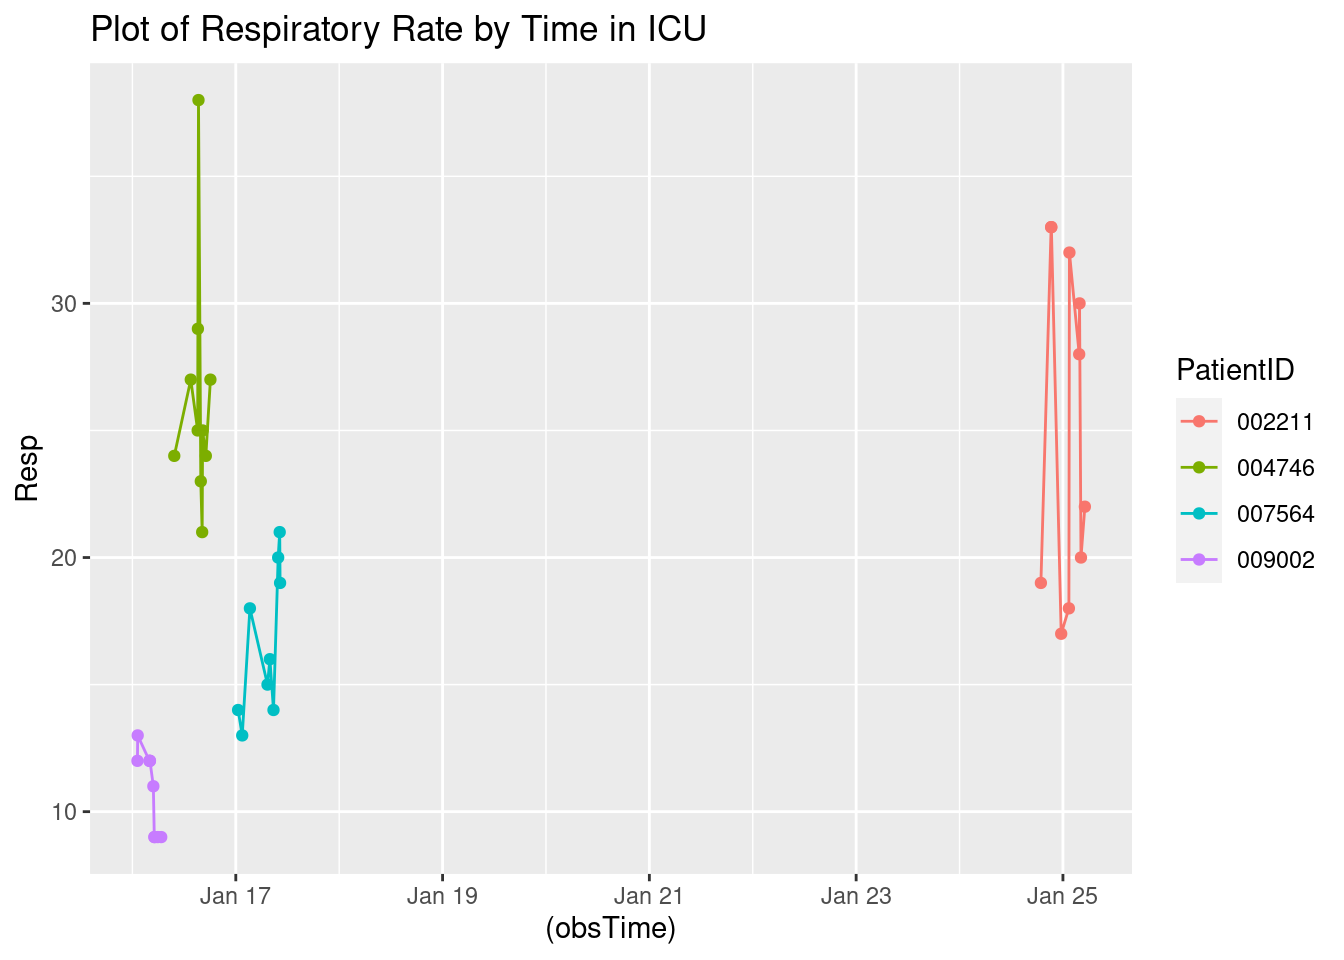 Plot of Respiratory Rate by Time in ICU
30
20
10
Resp
Jan 17
Jan 19
Jan 21
Jan 23
Jan 25
(obsTime)
PatientID
002211
004746
007564
009002